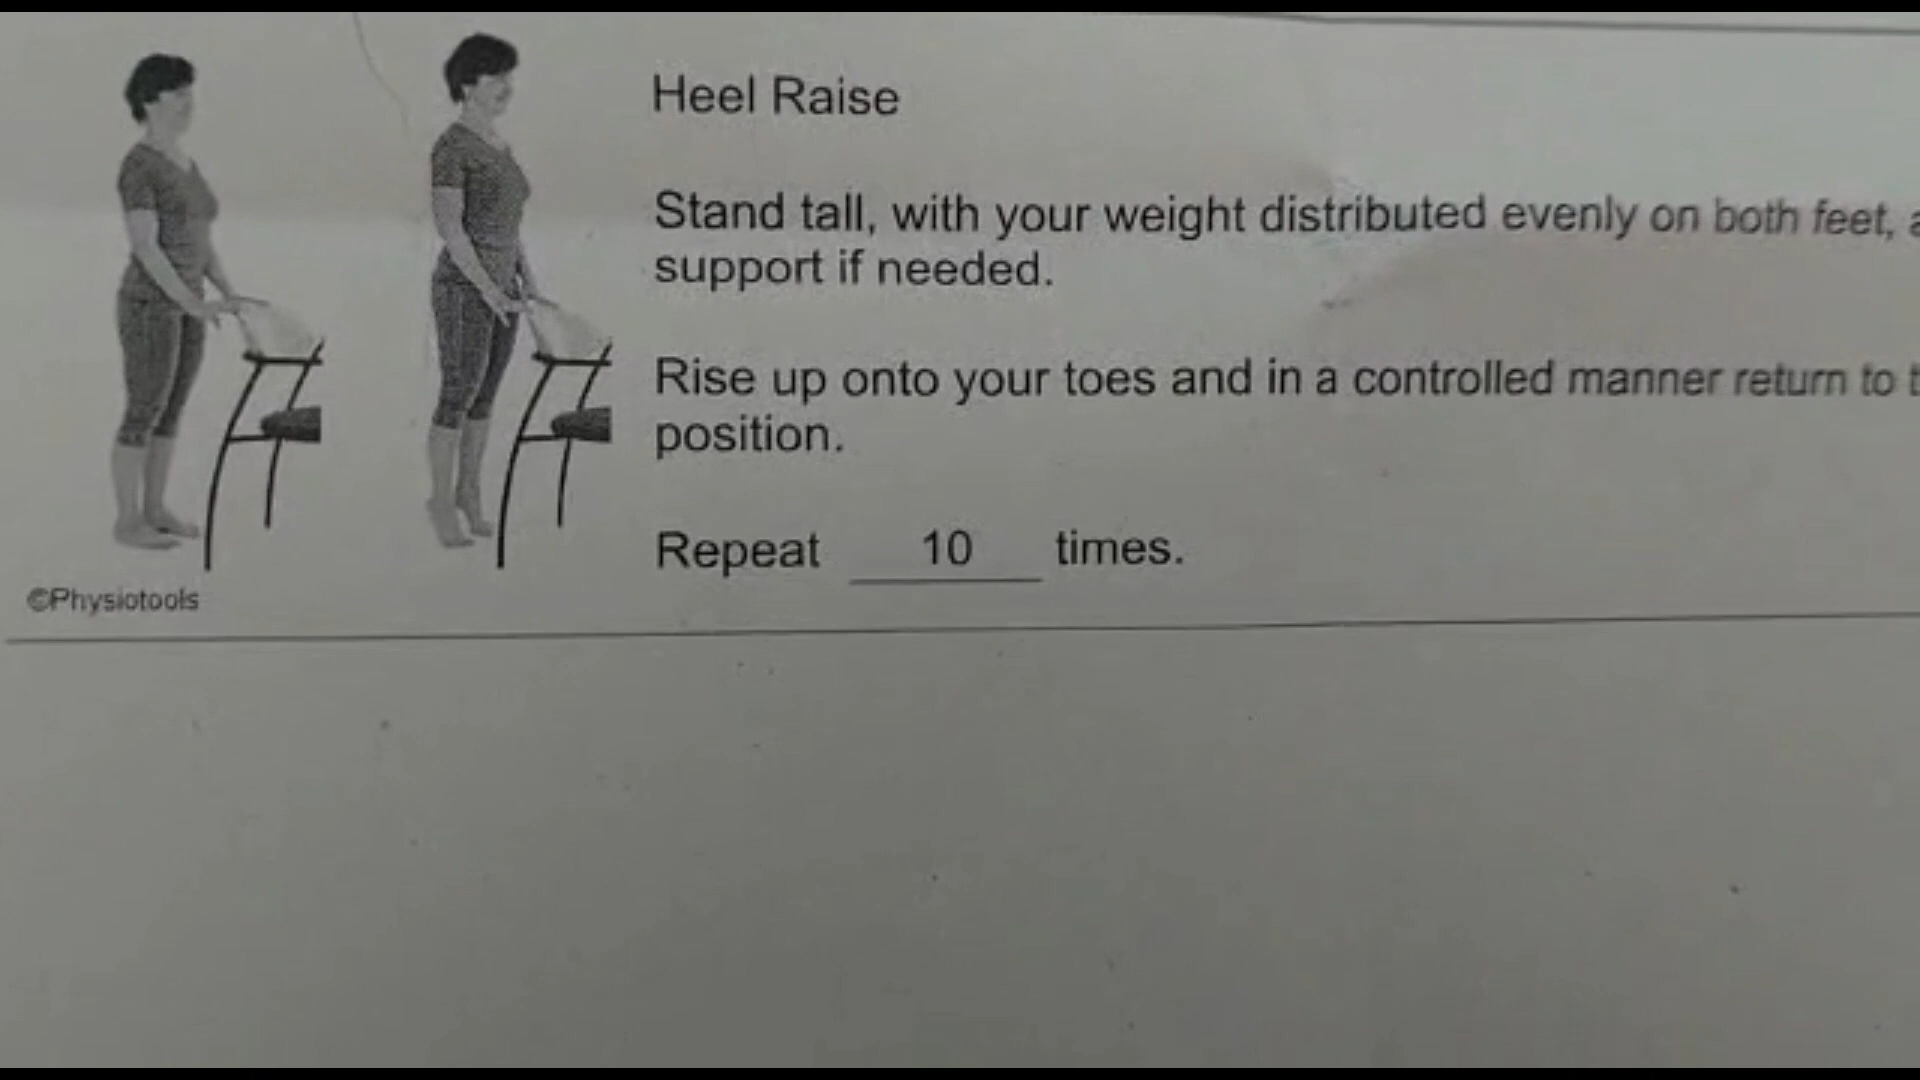 Heel Raise
Stand tall, with your weight distributed evenly on both feet,
support if needed.
Rise up onto your toes and in a controlled manner return to
position.
Repeat 10 times.
©Physiotools